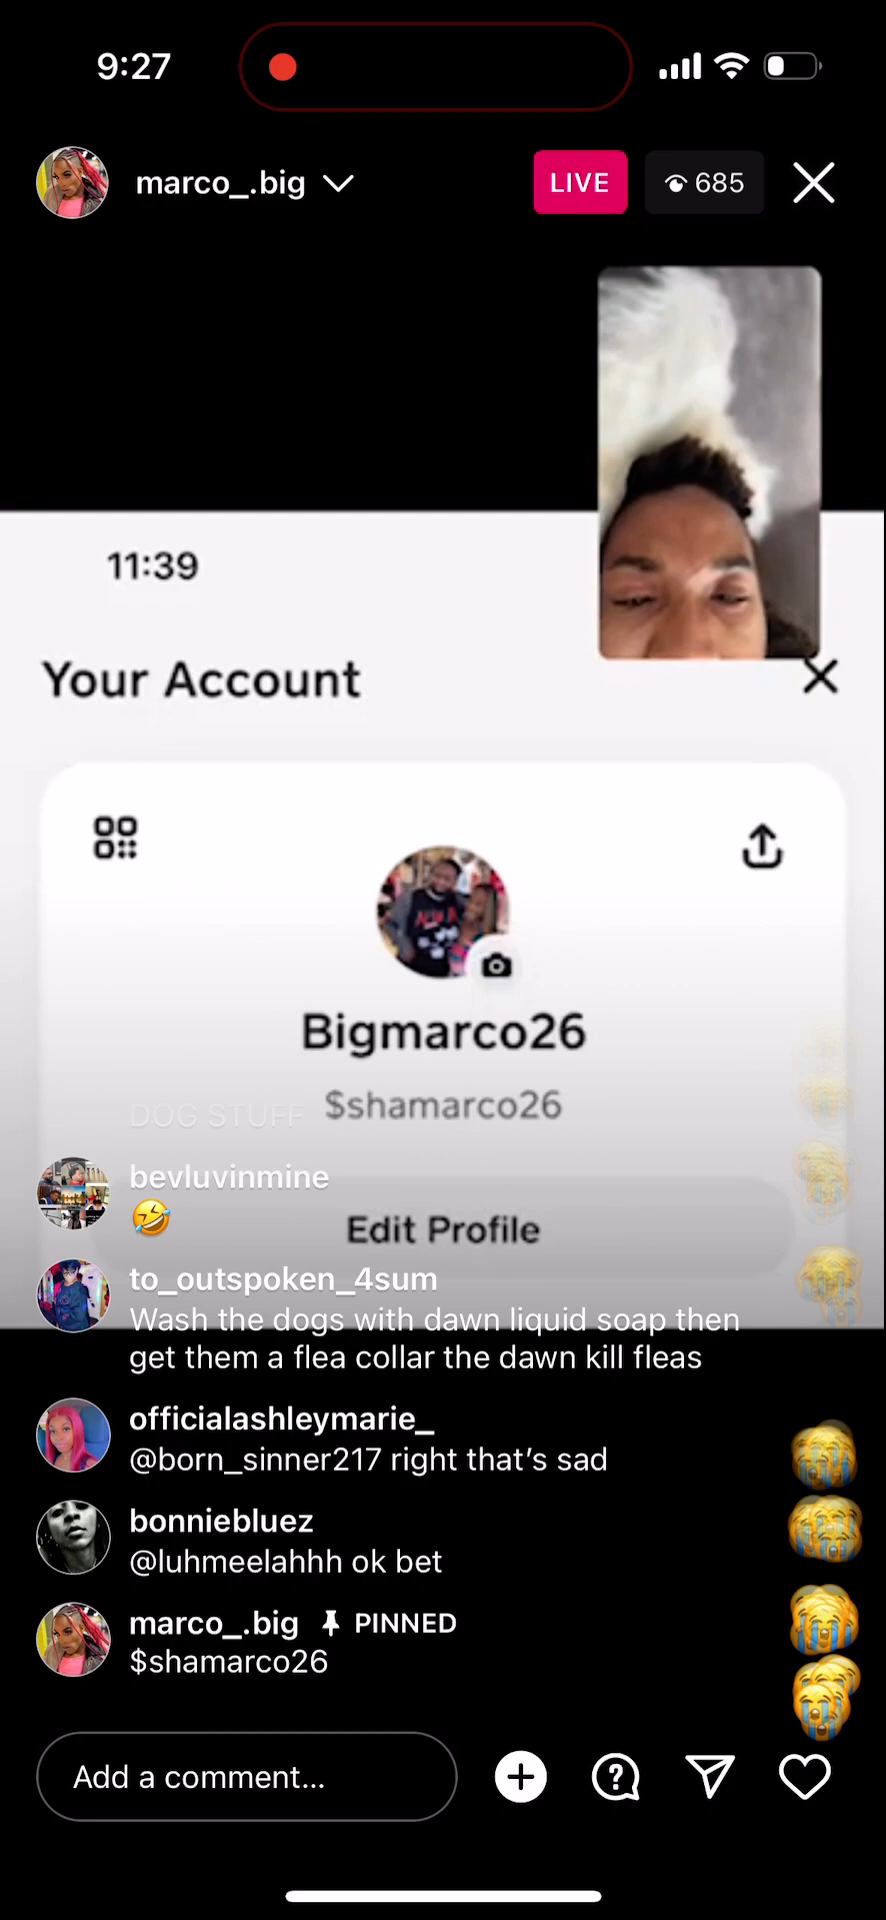 9:27
marco_.big
LIVE
685
11:39
Your Account
Bigmarco26
$shamarco26
DOG STUFF
bevluvinmine
🤣
Edit Profile
to_outspoken_4sum
Wash the dogs with dawn liquid soap then
get them a flea collar the dawn kill fleas
officialashleymarie_
@born_sinner217 right that’s sad
bonniebluez
@luhmeelahhh ok bet
marco_.big PINNED
$shamarco26
Add a comment...